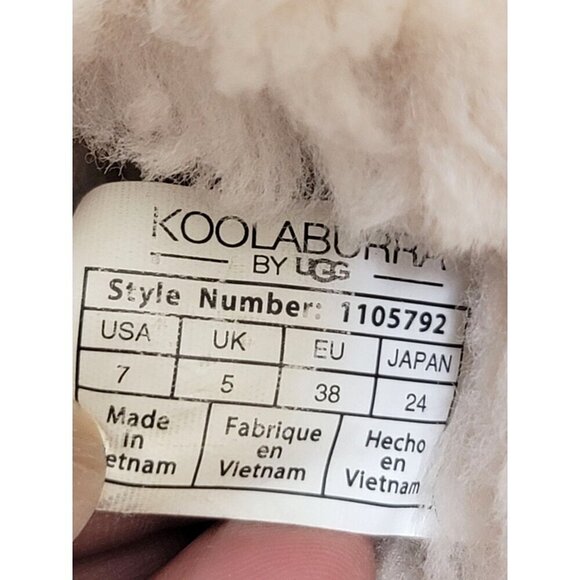 KOOLABURRA
BY UGG
Style Number: 1105792
USA UK EU JAPAN
7 5 38 24
Made in etnam
Fabrique en Vietnam
Hecho en Vietnam